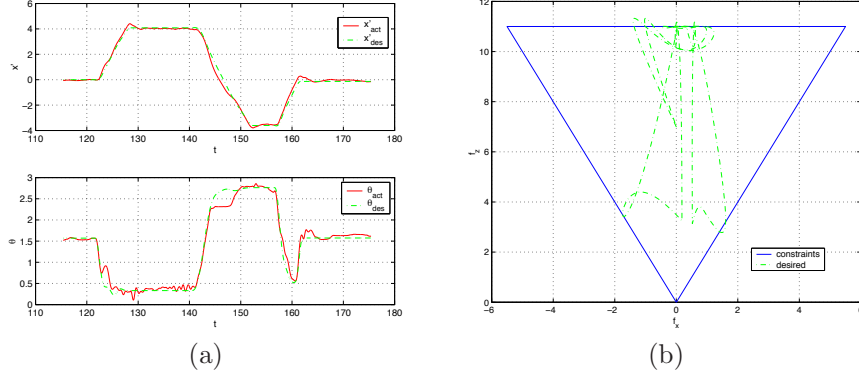 6
4
2
0
−2
−4
110 120 130 140 150 160 170 180
x'
t
x'act
x'des
3
2.5
2
1.5
1
0.5
0
110 120 130 140 150 160 170 180
θ
t
θact
θdes
(a)
12
10
8
6
4
2
0
−6 −4 −2 0 2 4 6
fz
fx
constraints
desired
(b)